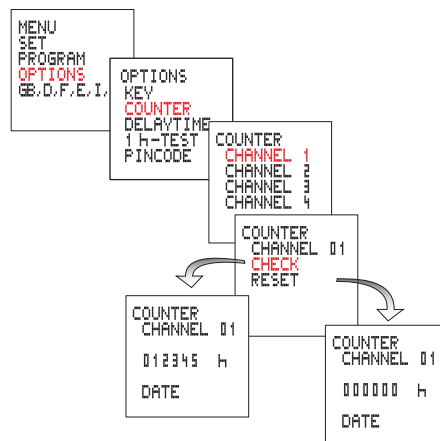 MENU
SET
PROGRAM
OPTIONS
GB,D,F,E,I,
OPTIONS
KEY
COUNTER
DELAYTIME
1 h-TEST
PINCODE
COUNTER
CHANNEL 1
CHANNEL 2
CHANNEL 3
CHANNEL 4
COUNTER
CHANNEL 01
CHECK
RESET
COUNTER
CHANNEL 01
012345 h
DATE
COUNTER
CHANNEL 01
000000 h
DATE